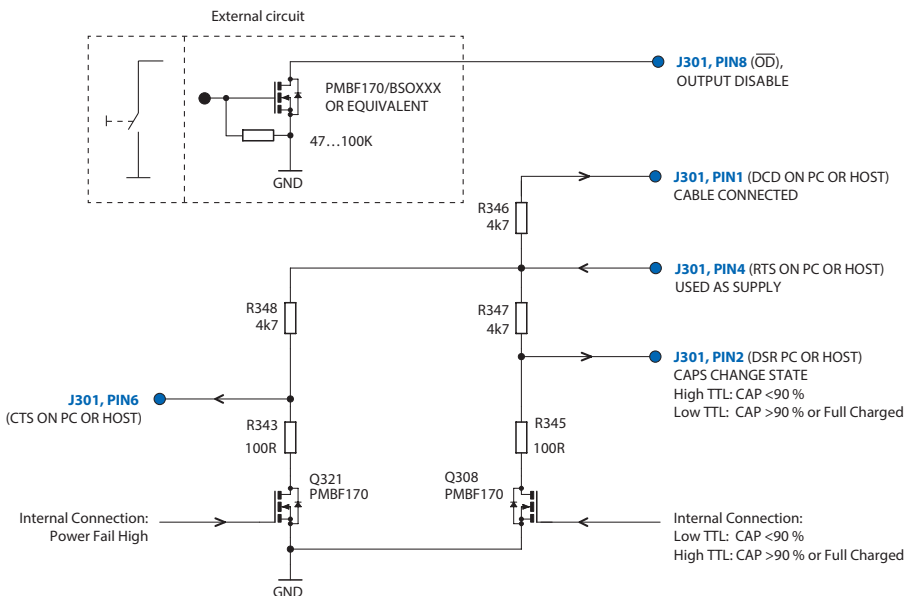 External circuit
PMBF170/BSOXXX
OR EQUIVALENT
47...100K
GND
J301, PIN8 (OD),
OUTPUT DISABLE
J301, PIN1 (DCD ON PC OR HOST)
CABLE CONNECTED
R346
4k7
J301, PIN4 (RTS ON PC OR HOST)
USED AS SUPPLY
R348
4k7
R347
4k7
J301, PIN2 (DSR PC OR HOST)
CAPS CHANGE STATE
High TTL: CAP <90 %
Low TTL: CAP >90 % or Full Charged
J301, PIN6
(CTS ON PC OR HOST)
R343
100R
R345
100R
Q321
PMBF170
Q308
PMBF170
Internal Connection:
Power Fail High
Internal Connection:
Low TTL: CAP <90 %
High TTL: CAP >90 % or Full Charged
GND